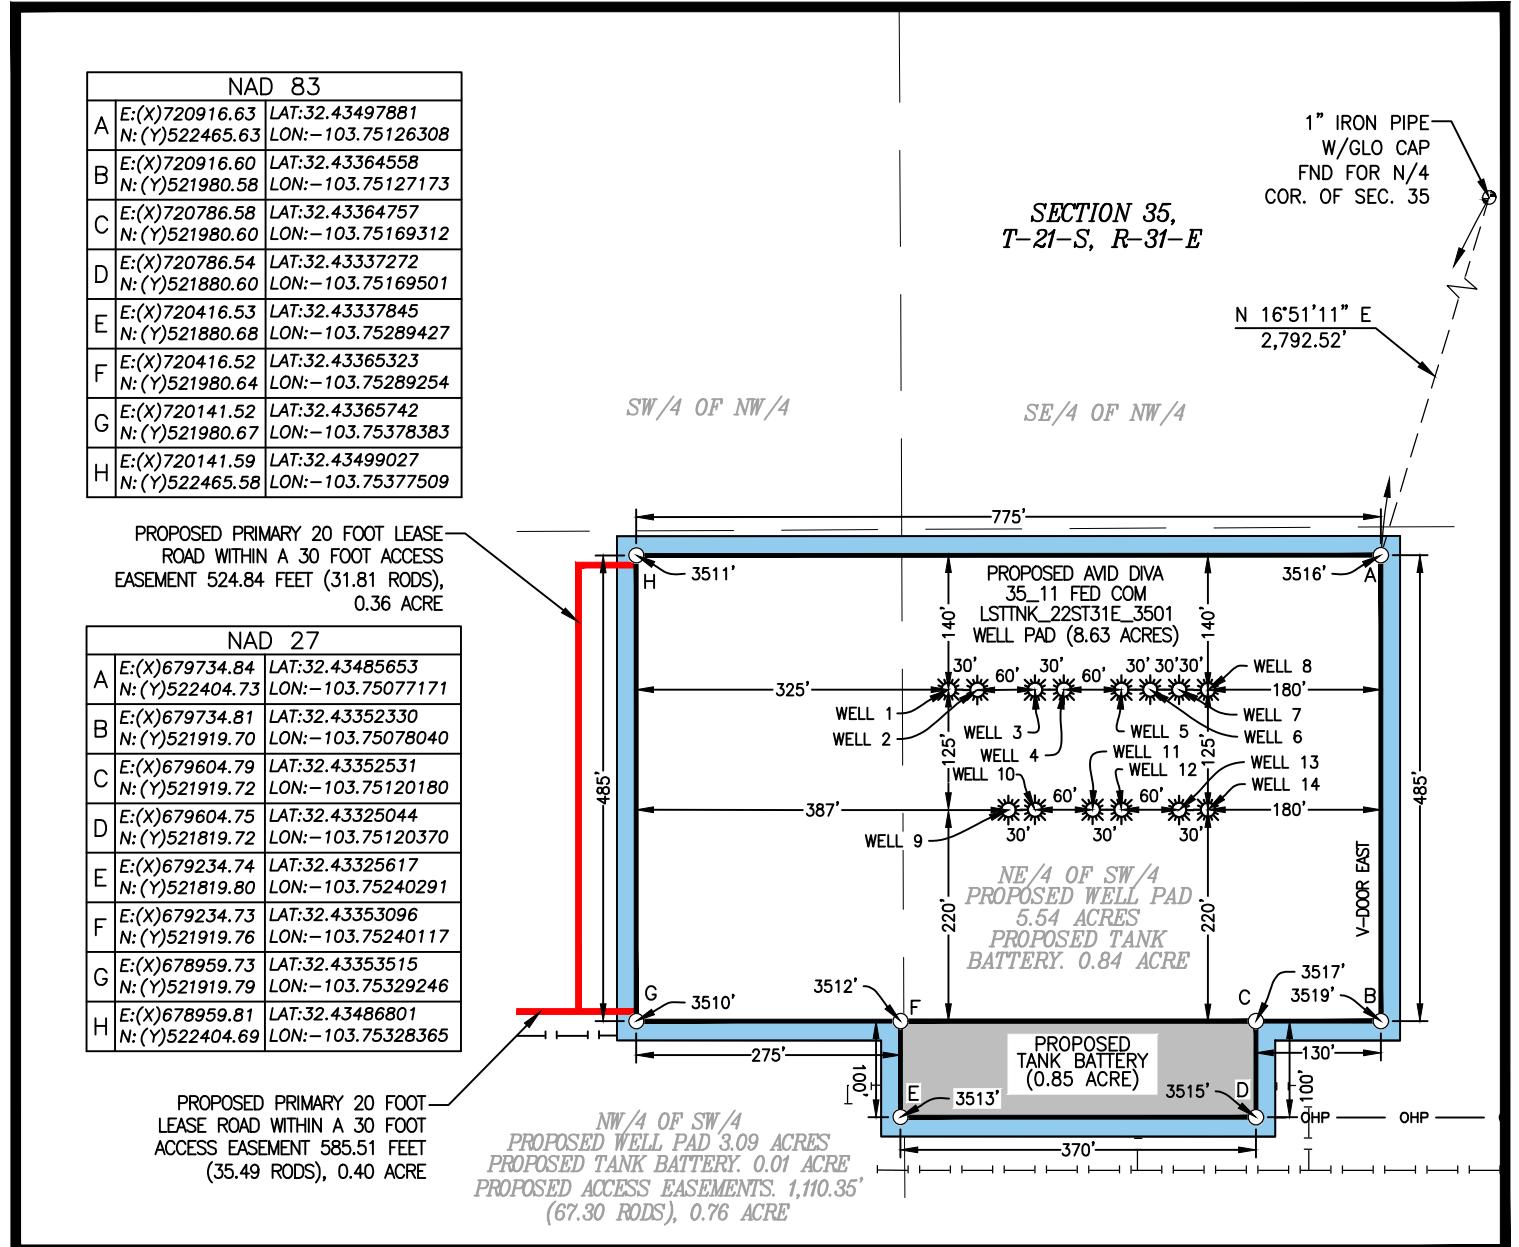 NAD 83
A E:(X)720916.63 LAT:32.43497881
N:(Y)522465.63 LON:-103.75126308
B E:(X)720916.60 LAT:32.43364558
N:(Y)521980.58 LON:-103.75127173
C E:(X)720786.58 LAT:32.43364757
N:(Y)521980.60 LON:-103.75169312
D E:(X)720786.54 LAT:32.43337272
N:(Y)521880.60 LON:-103.75169501
E E:(X)720416.53 LAT:32.43337845
N:(Y)521880.68 LON:-103.75289427
F E:(X)720416.52 LAT:32.43365323
N:(Y)521980.64 LON:-103.75289254
G E:(X)720141.52 LAT:32.43365742
N:(Y)521980.67 LON:-103.75378383
H E:(X)720141.59 LAT:32.43499027
N:(Y)522465.58 LON:-103.75377509
PROPOSED PRIMARY 20 FOOT LEASE
ROAD WITHIN A 30 FOOT ACCESS
EASEMENT 524.84 FEET (31.81 RODS),
0.36 ACRE
NAD 27
A E:(X)679734.84 LAT:32.43485653
N:(Y)522404.73 LON:-103.75077171
B E:(X)679734.81 LAT:32.43352330
N:(Y)521919.70 LON:-103.75078040
C E:(X)679604.79 LAT:32.43352531
N:(Y)521919.72 LON:-103.75120180
D E:(X)679604.75 LAT:32.43325044
N:(Y)521819.72 LON:-103.75120370
E E:(X)679234.74 LAT:32.43325617
N:(Y)521819.80 LON:-103.75240291
F E:(X)679234.73 LAT:32.43353096
N:(Y)521919.76 LON:-103.75240117
G E:(X)678959.73 LAT:32.43353515
N:(Y)521919.79 LON:-103.75329246
H E:(X)678959.81 LAT:32.43486801
N:(Y)522404.69 LON:-103.75328365
PROPOSED PRIMARY 20 FOOT
LEASE ROAD WITHIN A 30 FOOT
ACCESS EASEMENT 585.51 FEET
(35.49 RODS), 0.40 ACRE
1" IRON PIPE
W/GLO CAP
FND FOR N/4
COR. OF SEC. 35
SECTION 35,
T-21-S, R-31-E
N 16°51'11" E
2,792.52'
SW/4 OF NW/4
SE/4 OF NW/4
775'
H
3511'
3516'
A
PROPOSED AVID DIVA
35_11 FED COM
LSTTNK_22ST31E_3501
WELL PAD (8.63 ACRES)
140'
140'
30'
60'
30'
60'
30'
30'
30'
WELL 8
325'
180'
WELL 1
WELL 2
WELL 3
WELL 4
WELL 5
WELL 7
WELL 6
125'
125'
WELL 10
WELL 11
WELL 12
WELL 13
WELL 14
485'
485'
387'
60'
60'
180'
WELL 9
30'
30'
30'
220'
220'
NE/4 OF SW/4
PROPOSED WELL PAD
5.54 ACRES
PROPOSED TANK
BATTERY. 0.84 ACRE
V-DOOR EAST
G
3510'
3512'
F
C
3517'
3519'
B
275'
130'
100'
100'
PROPOSED
TANK BATTERY
(0.85 ACRE)
E
3513'
3515'
D
OHP
OHP
370'
NW/4 OF SW/4
PROPOSED WELL PAD 3.09 ACRES
PROPOSED TANK BATTERY. 0.01 ACRE
PROPOSED ACCESS EASEMENTS. 1,110.35'
(67.30 RODS), 0.76 ACRE